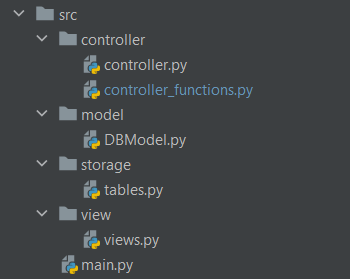 src
controller
controller.py
controller_functions.py
model
DBModel.py
storage
tables.py
view
views.py
main.py